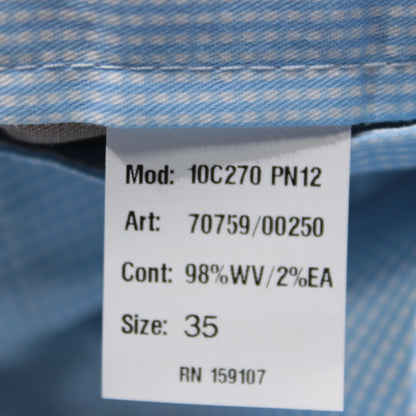 Mod: 10C270 PN12
Art: 70759/00250
Cont: 98%WV/2%EA
Size: 35
RN 159107